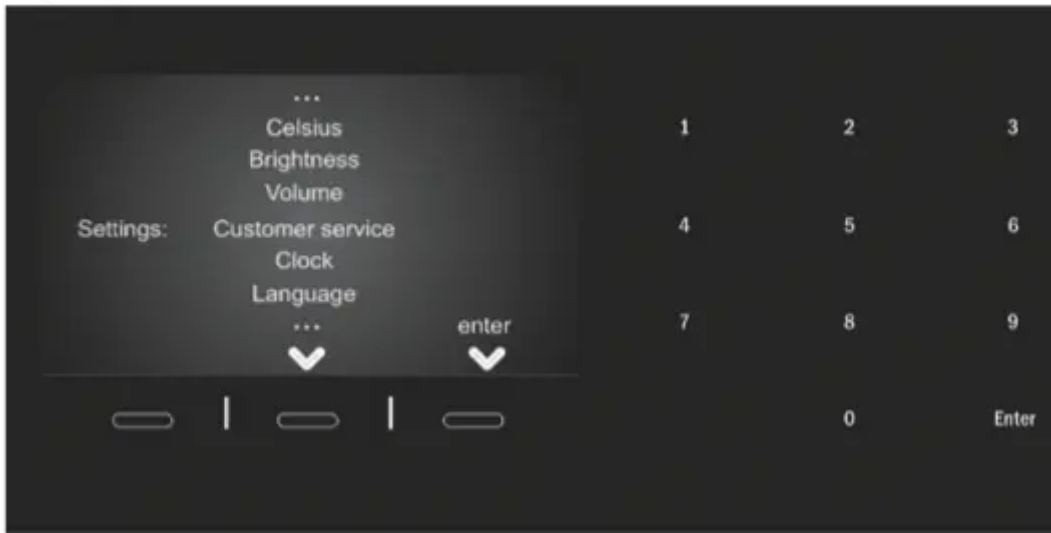 ...
Celsius
Brightness
Volume
Settings: Customer service
Clock
Language
...
enter
1 2 3
4 5 6
7 8 9
0 Enter